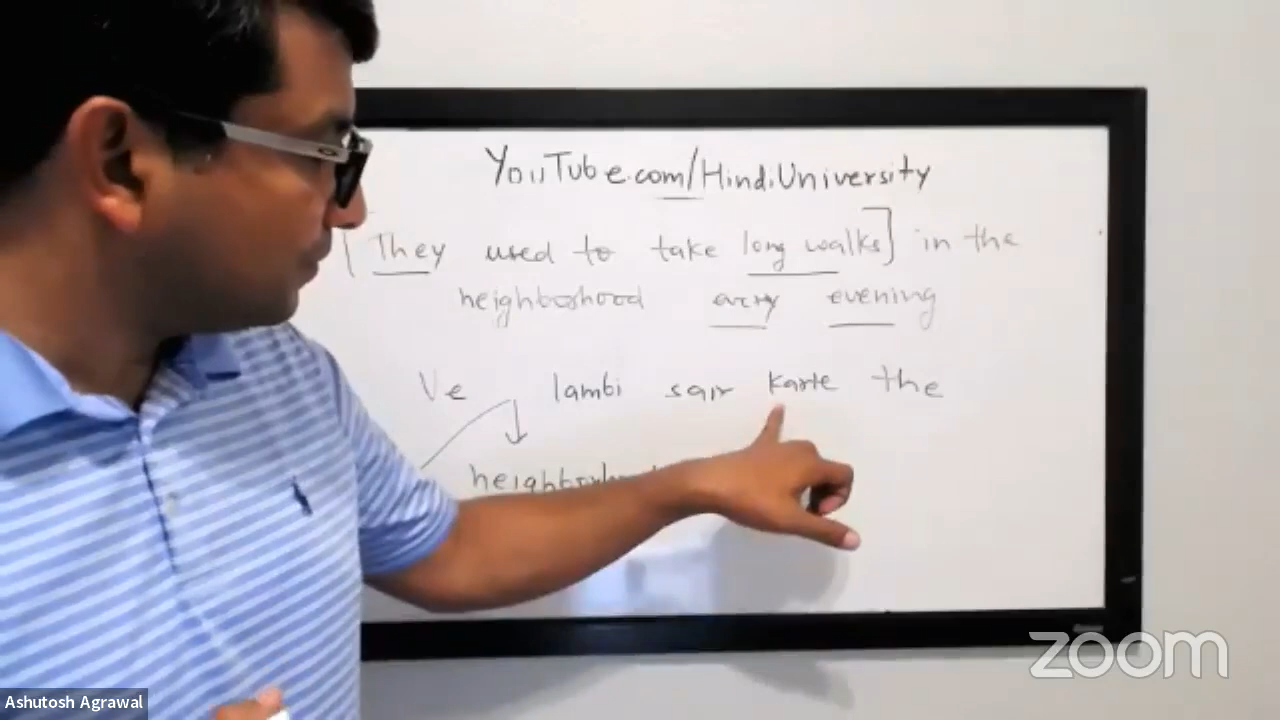 YouTube.com/HindiUniversity
[They used to take long walks] in the
neighborhood every evening
Ve lambi sair karte the
zoom
Ashutosh Agrawal